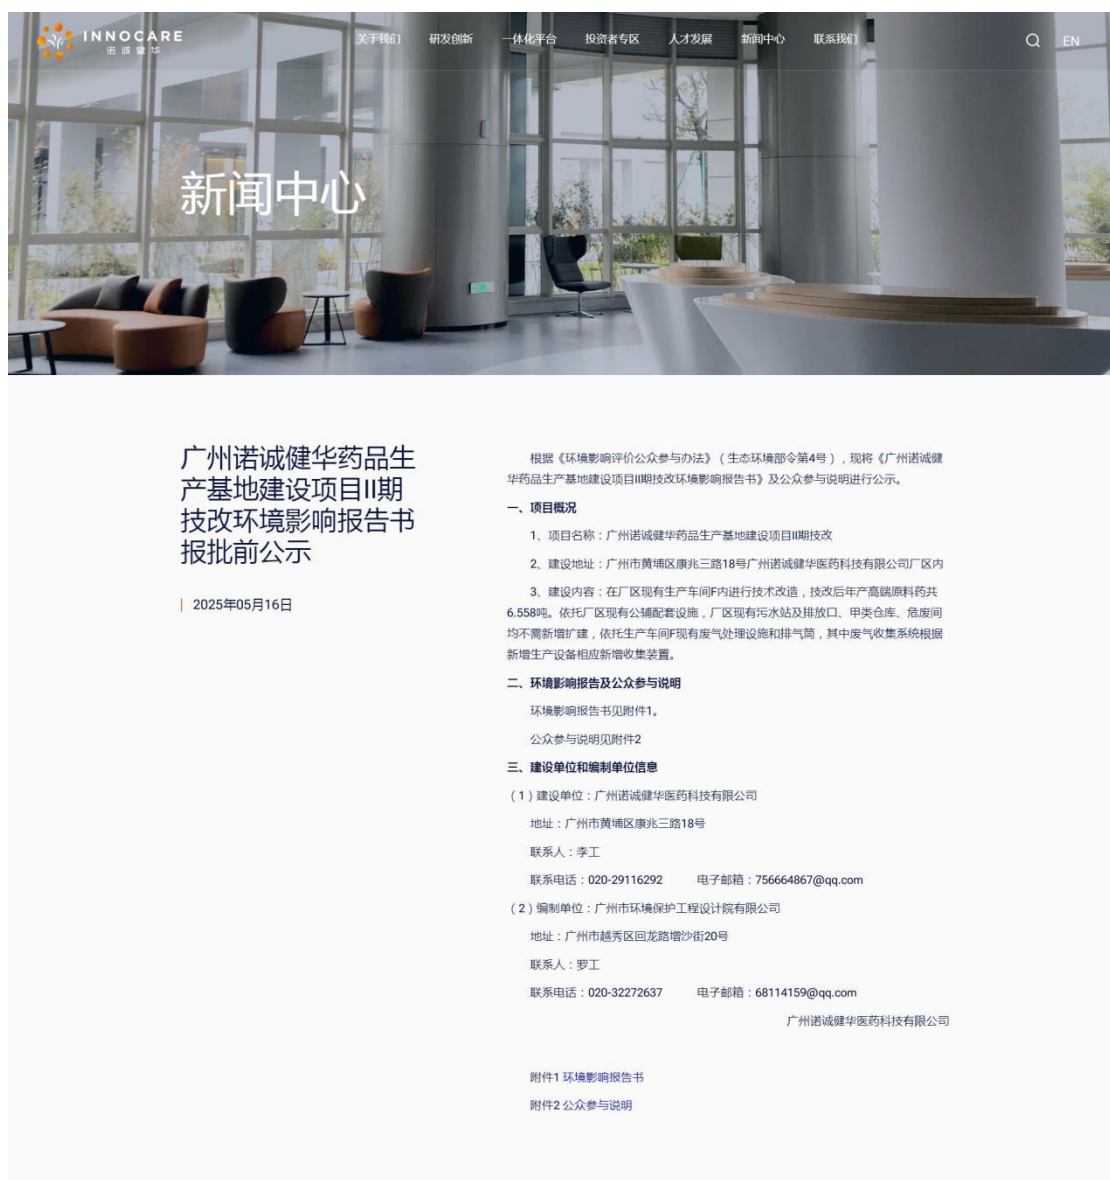 INNOCARE
诺诚健华
关于我们 研发创新 一体化平台 投资者专区 人才发展 新闻中心 联系我们 EN
新闻中心
广州诺诚健华药品生
产基地建设项目II期
技改环境影响报告书
报批前公示
2025年05月16日
根据《环境影响评价公众参与办法》（生态环境部令第4号），现将《广州诺诚健
华药品生产基地建设项目II期技改环境影响报告书》及公众参与说明进行公示。
一、项目概况
1、项目名称：广州诺诚健华药品生产基地建设项目II期技改
2、建设地址：广州市黄埔区康兆三路18号广州诺诚健华医药科技有限公司厂区内
3、建设内容：在厂区现有生产车间F内进行技术改造，技改后年产高端原料药共
6.558吨。依托厂区现有公辅配套设施，厂区现有污水站及排放口、甲类仓库、危废间
均不需新增扩建，依托生产车间F现有废气处理设施和排气筒，其中废气收集系统根据
新增生产设备相应新增收集装置。
二、环境影响报告及公众参与说明
环境影响报告书见附件1。
公众参与说明见附件2
三、建设单位和编制单位信息
（1）建设单位：广州诺诚健华医药科技有限公司
地址：广州市黄埔区康兆三路18号
联系人：李工
联系电话：020-29116292 电子邮箱：756664867@qq.com
（2）编制单位：广州市环境保护工程设计院有限公司
地址：广州市越秀区回龙路增沙街20号
联系人：罗工
联系电话：020-32272637 电子邮箱：68114159@qq.com
广州诺诚健华医药科技有限公司
附件1 环境影响报告书
附件2 公众参与说明